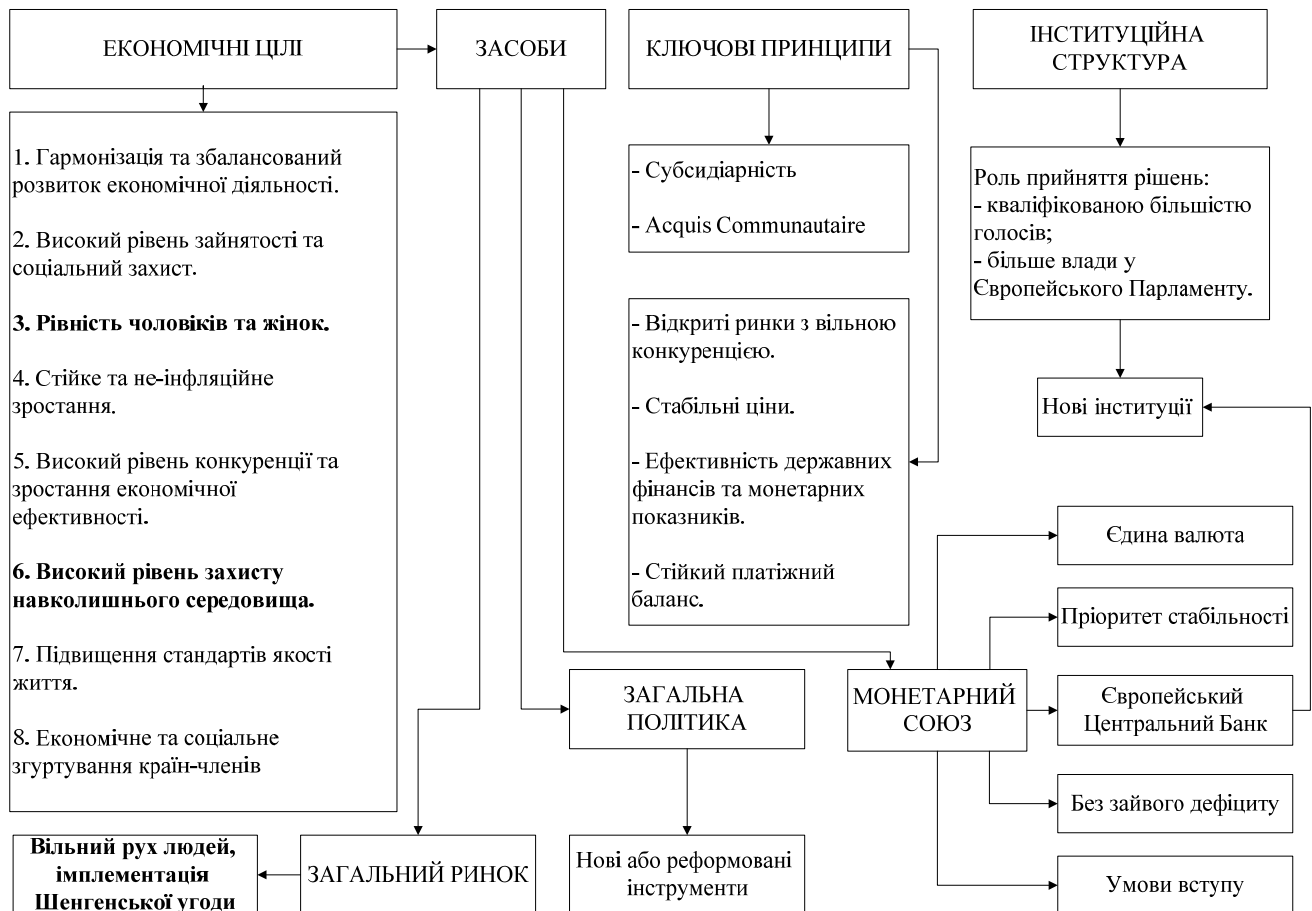 ЕКОНОМІЧНІ ЦІЛІ
ЗАСОБИ
КЛЮЧОВІ ПРИНЦИПИ
ІНСТИТУЦІЙНА
СТРУКТУРА
1. Гармонізація та збалансований
розвиток економічної діяльності.
2. Високий рівень зайнятості та
соціальний захист.
3. Рівність чоловіків та жінок.
4. Стійке та не-інфляційне
зростання.
5. Високий рівень конкуренції та
зростання економічної
ефективності.
6. Високий рівень захисту
навколишнього середовища.
7. Підвищення стандартів якості
життя.
8. Економічне та соціальне
згуртування країн-членів
- Субсидіарність
- Acquis Communautaire
- Відкриті ринки з вільною
конкуренцією.
- Стабільні ціни.
- Ефективність державних
фінансів та монетарних
показників.
- Стійкий платіжний
баланс.
Роль прийняття рішень:
- кваліфікованою більшістю
голосів;
- більше влади у
Європейського Парламенту.
Нові інституції
Єдина валюта
Пріоритет стабільності
ЗАГАЛЬНА
ПОЛІТИКА
МОНЕТАРНИЙ
СОЮЗ
Європейський
Центральний Банк
Без зайвого дефіциту
Вільний рух людей,
імплементація
Шенгенської угоди
ЗАГАЛЬНИЙ РИНОК
Нові або реформовані
інструменти
Умови вступу